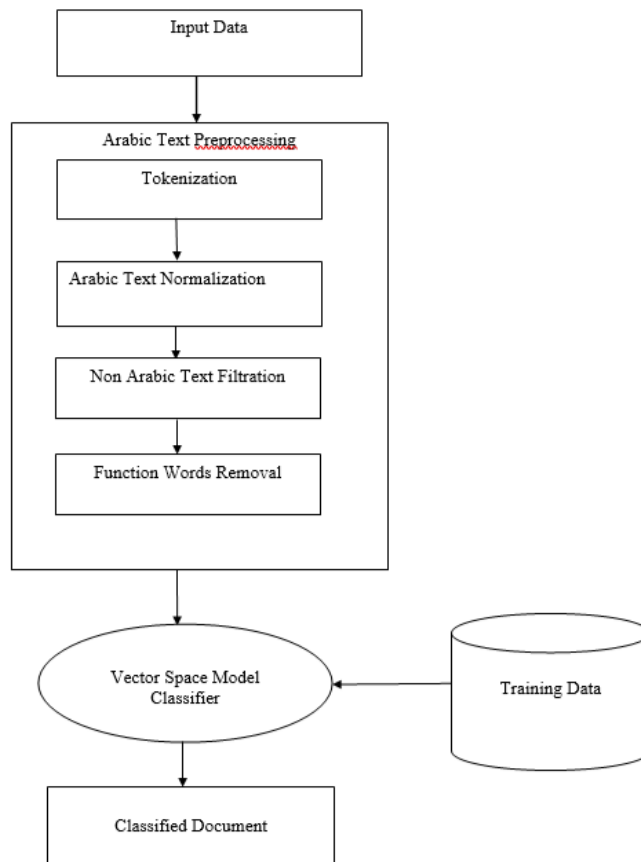 Input Data
Arabic Text Preprocessing
Tokenization
Arabic Text Normalization
Non Arabic Text Filtration
Function Words Removal
Vector Space Model
Classifier
Training Data
Classified Document